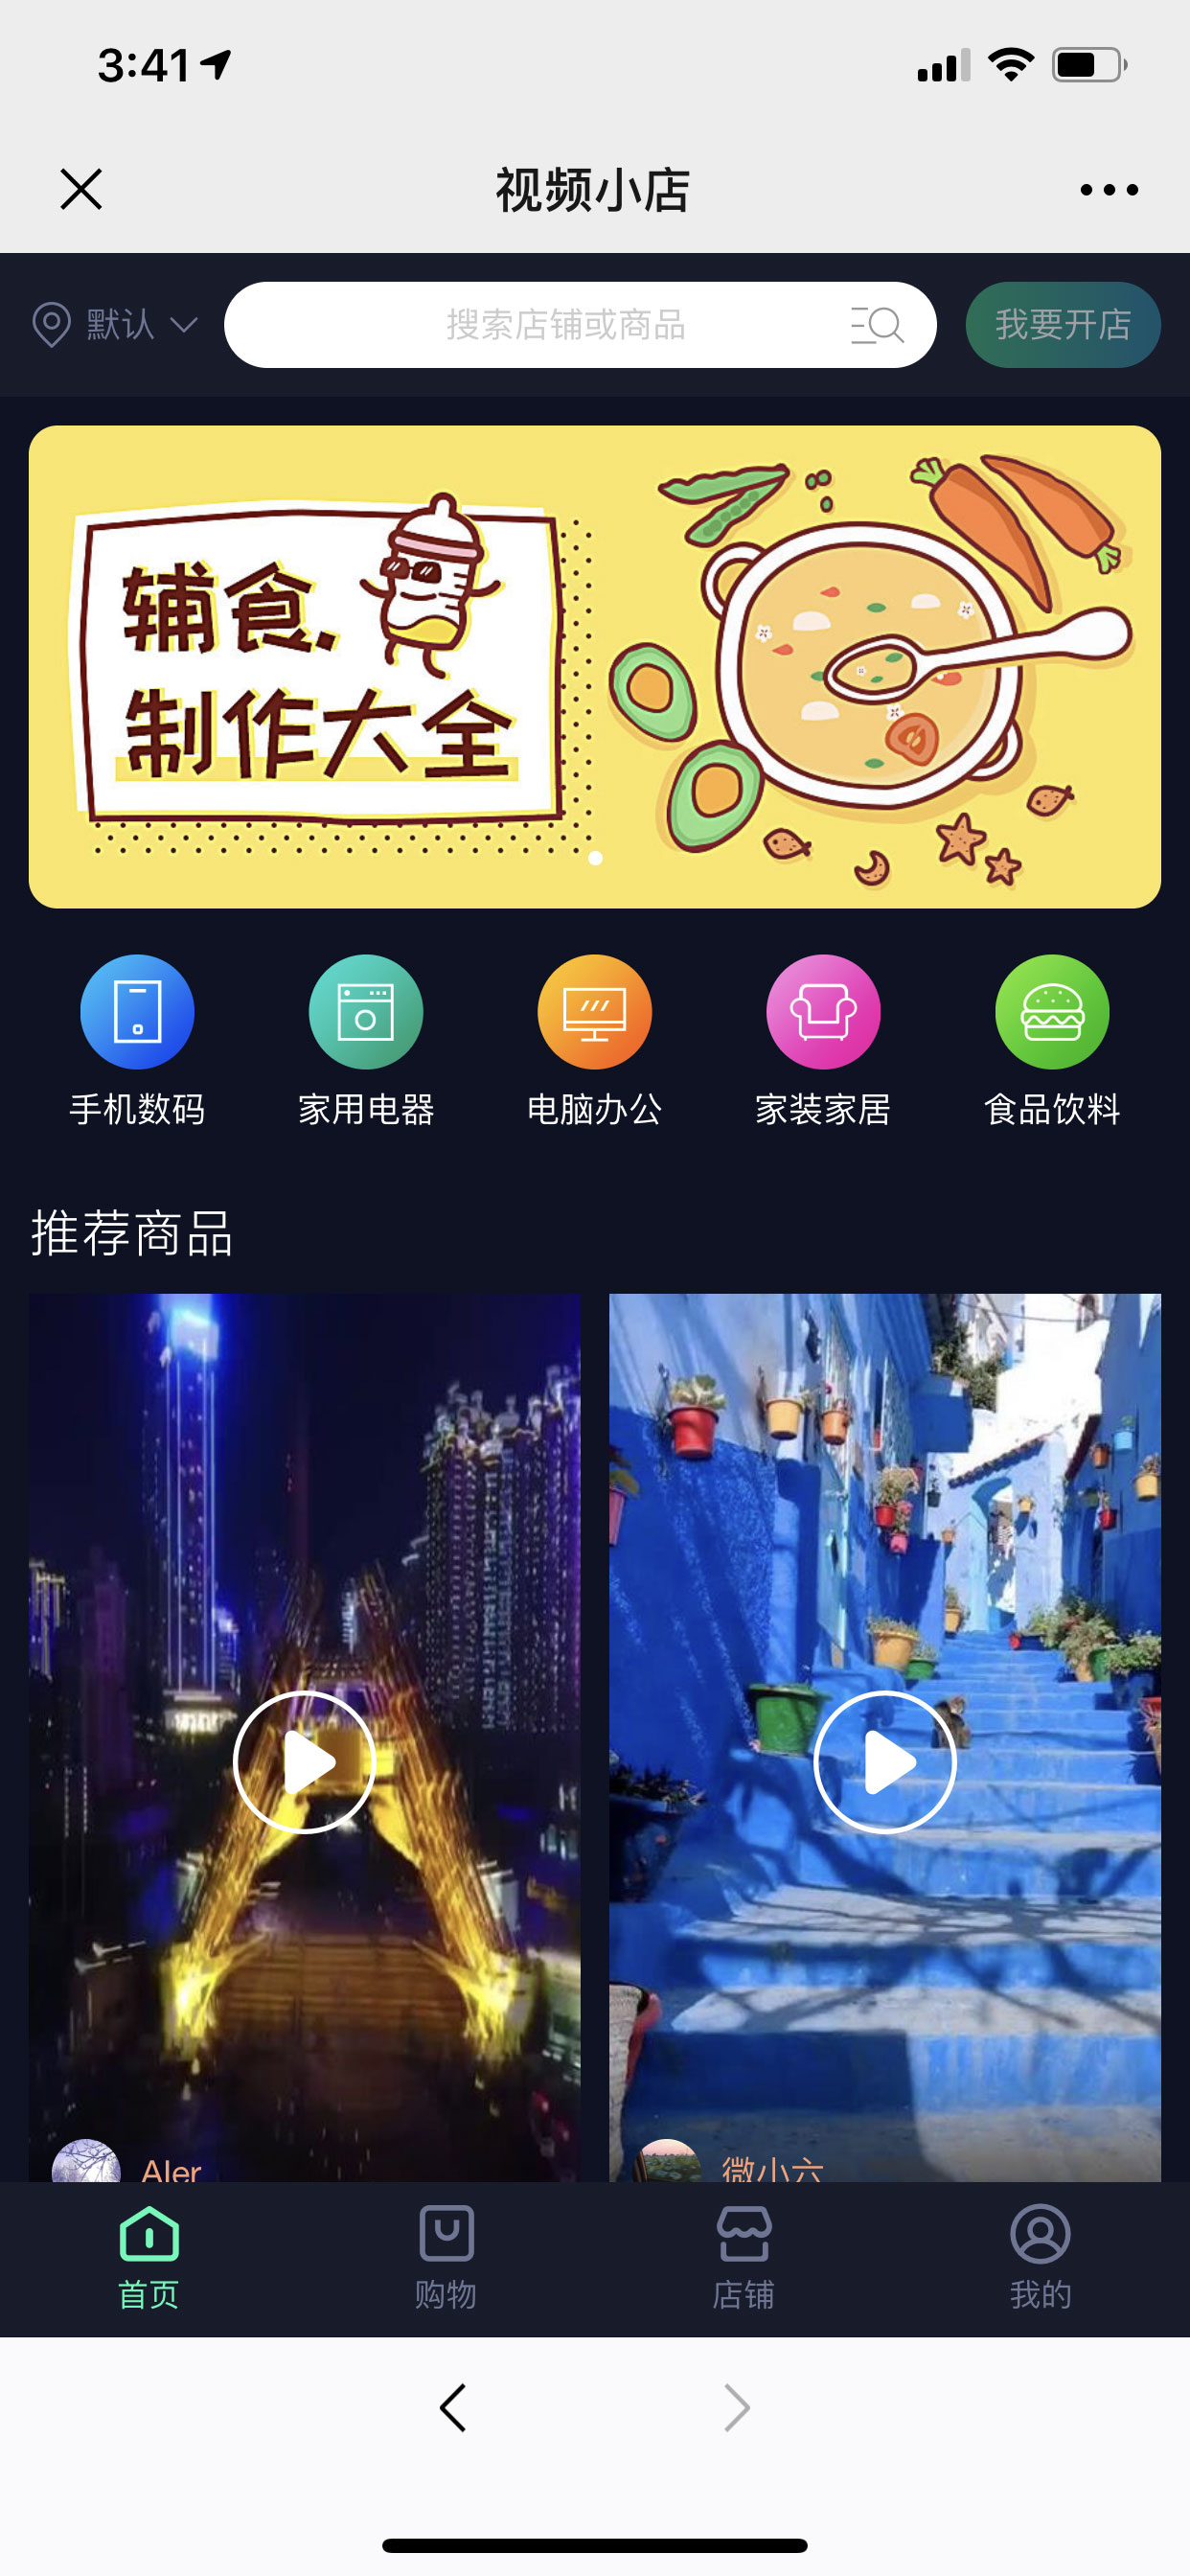 3:41
视频小店
默认
搜索店铺或商品
我要开店
辅食.
制作大全
手机数码
家用电器
电脑办公
家装家居
食品饮料
推荐商品
Aler
微小六
首页
购物
店铺
我的